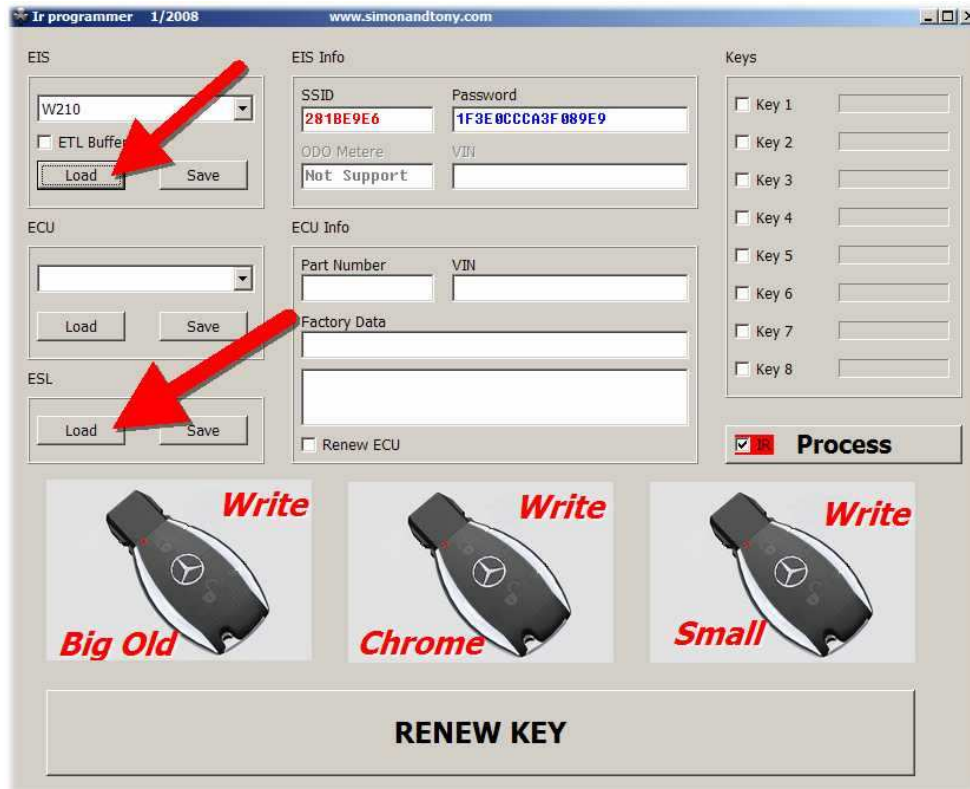 Ir programmer 1/2008 www.simonandtony.com
EIS
W210
ETL Buffer
Load Save
EIS Info
SSID Password
281BE9E6 1F3E0CCCA3F089E9
ODO Metere VIN
Not Support
ECU
Load Save
ECU Info
Part Number VIN
Factory Data
Renew ECU
ESL
Load Save
Keys
Key 1
Key 2
Key 3
Key 4
Key 5
Key 6
Key 7
Key 8
IR Process
Write
Big Old
Write
Chrome
Write
Small
RENEW KEY